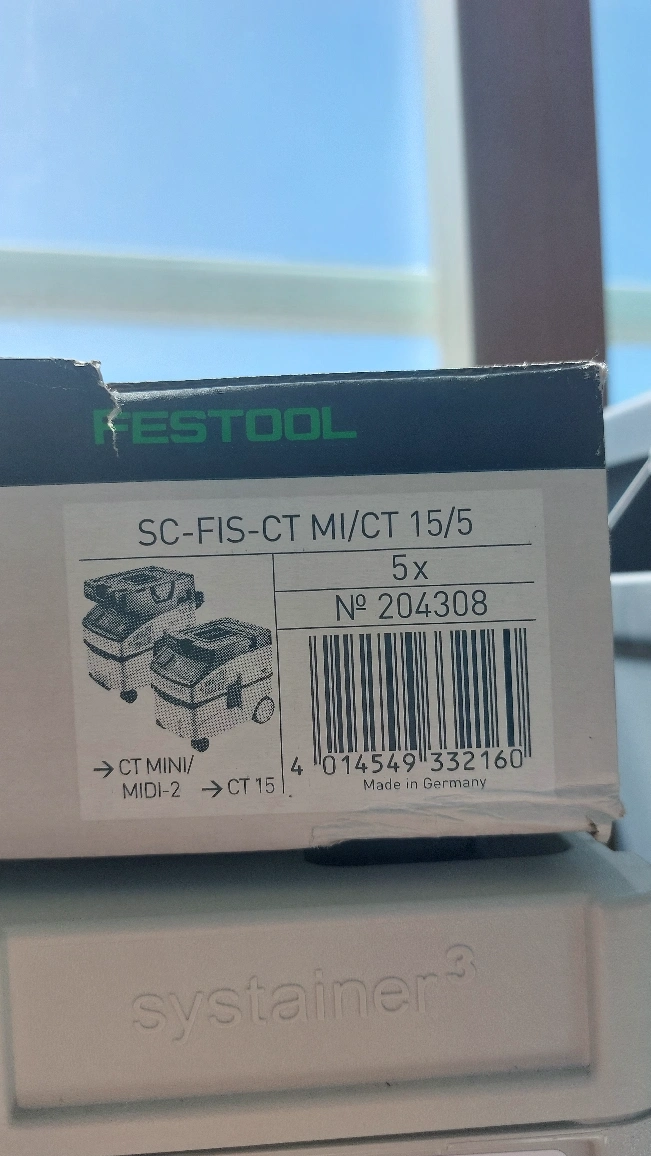 FESTOOL
SC-FIS-CT MI/CT 15/5
5x
Nº 204308
→ CT MINI/
MIDI-2 → CT 15
4 014549 332160
Made in Germany
systainer³